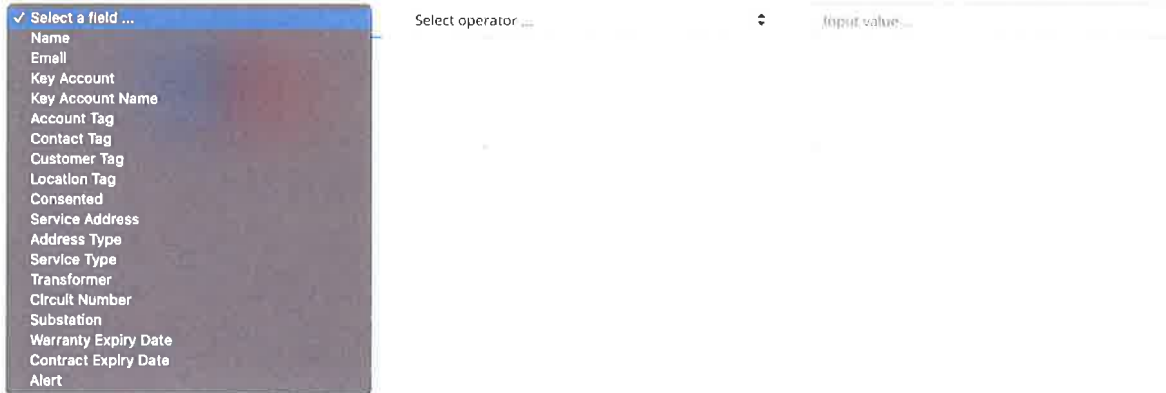 ✓ Select a field ...
Select operator ...
Input value ...
Name
Email
Key Account
Key Account Name
Account Tag
Contact Tag
Customer Tag
Location Tag
Consented
Service Address
Address Type
Service Type
Transformer
Circuit Number
Substation
Warranty Expiry Date
Contract Expiry Date
Alert